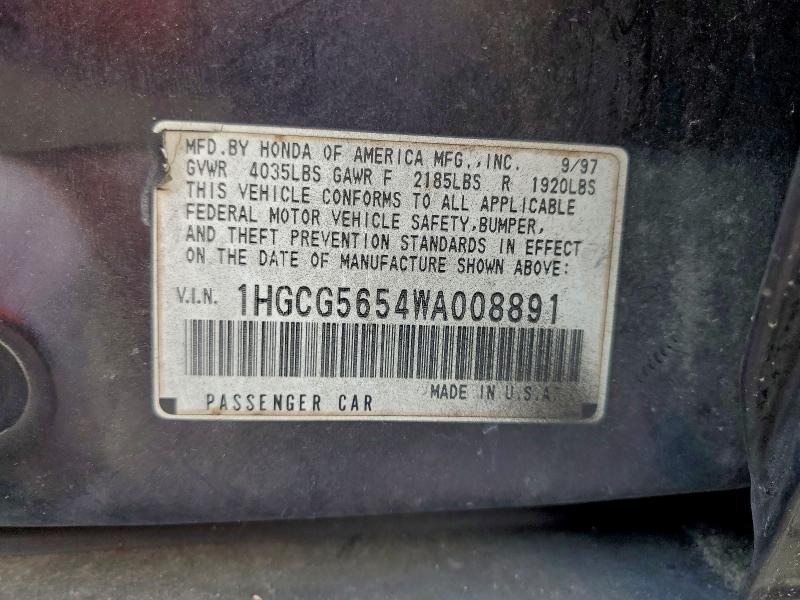 MFD.BY HONDA OF AMERICA MFG.,INC. 9/97
GVWR 4035LBS GAWR F 2185LBS R 1920LBS
THIS VEHICLE CONFORMS TO ALL APPLICABLE
FEDERAL MOTOR VEHICLE SAFETY,BUMPER,
AND THEFT PREVENTION STANDARDS IN EFFECT
ON THE DATE OF MANUFACTURE SHOWN ABOVE:
V.I.N. 1HGCG5654WA008891
MADE IN U.S.A.
PASSENGER CAR